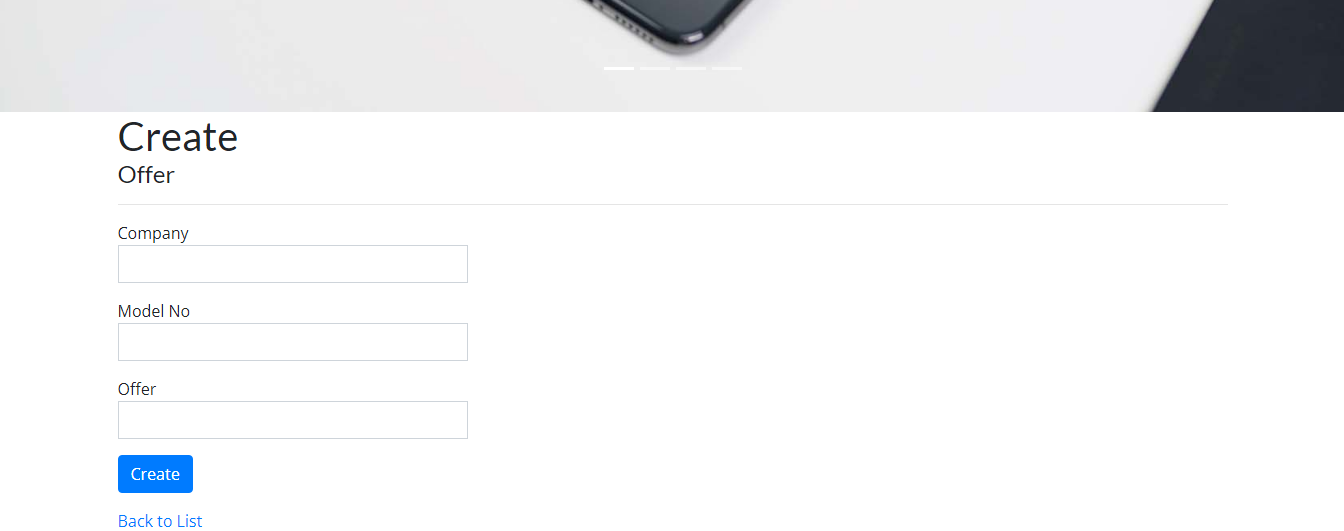 Create
Offer
Company
Model No
Offer
Create
Back to List